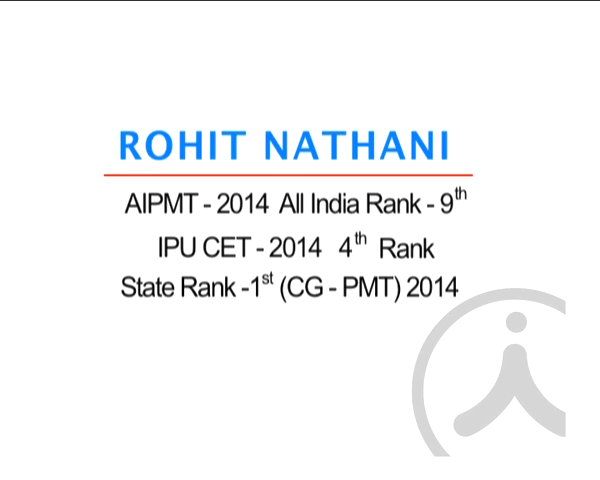 ROHIT NATHANI
AIPMT - 2014 All India Rank - 9th
IPU CET - 2014 4th Rank
State Rank -1st (CG - PMT) 2014